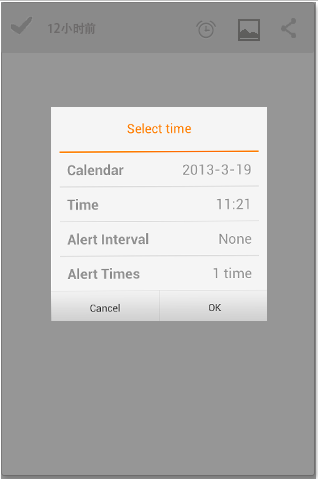 12小时前
Select time
Calendar 2013-3-19
Time 11:21
Alert Interval None
Alert Times 1 time
Cancel OK